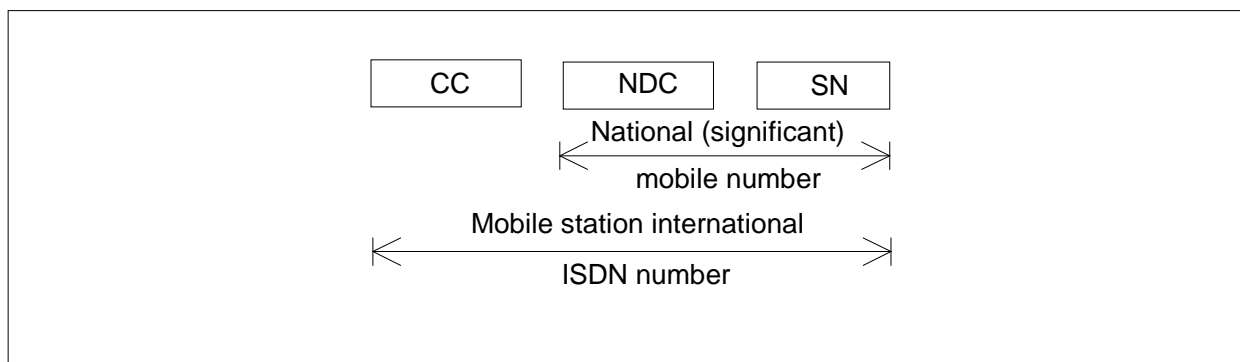 CC NDC SN
National (significant)
mobile number
Mobile station international
ISDN number